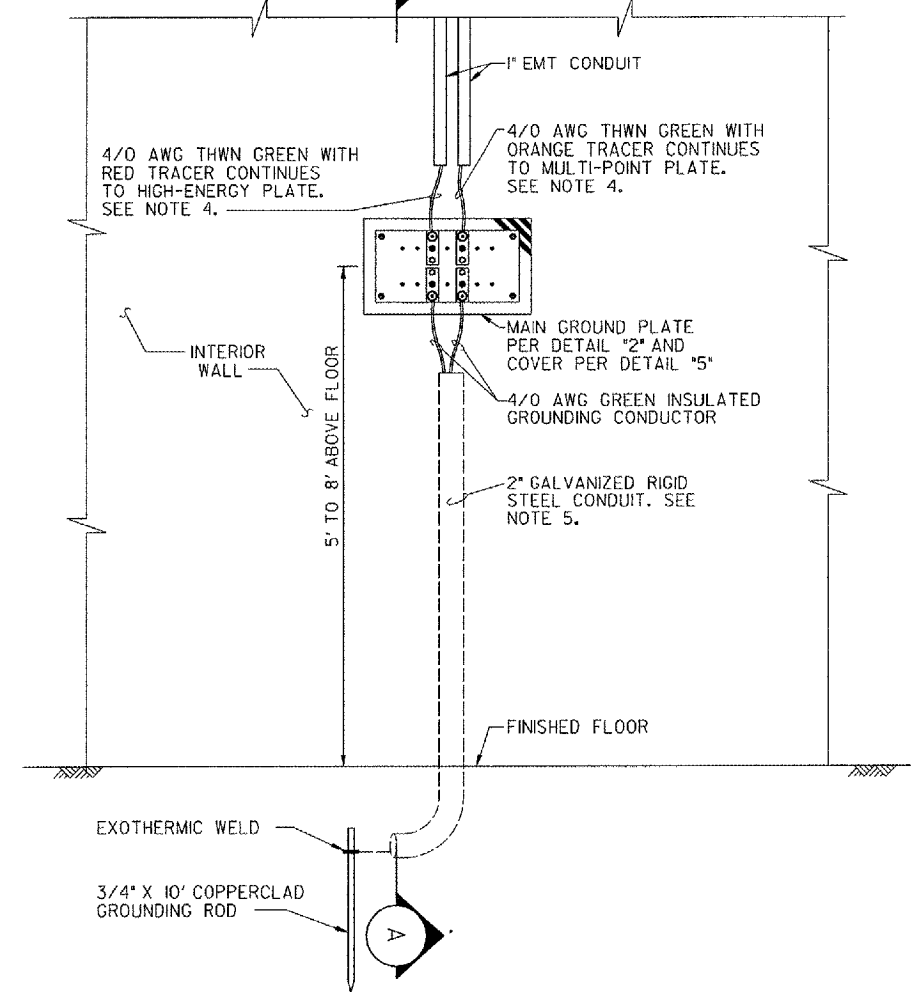 1" EMT CONDUIT
4/0 AWG THWN GREEN WITH
RED TRACER CONTINUES
TO HIGH-ENERGY PLATE.
SEE NOTE 4.
4/0 AWG THWN GREEN WITH
ORANGE TRACER CONTINUES
TO MULTI-POINT PLATE.
SEE NOTE 4.
MAIN GROUND PLATE
PER DETAIL "2" AND
COVER PER DETAIL "5"
INTERIOR
WALL
5' TO 8' ABOVE FLOOR
4/0 AWG GREEN INSULATED
GROUNDING CONDUCTOR
2" GALVANIZED RIGID
STEEL CONDUIT. SEE
NOTE 5.
FINISHED FLOOR
EXOTHERMIC WELD
3/4" X 10' COPPERCLAD
GROUNDING ROD
A